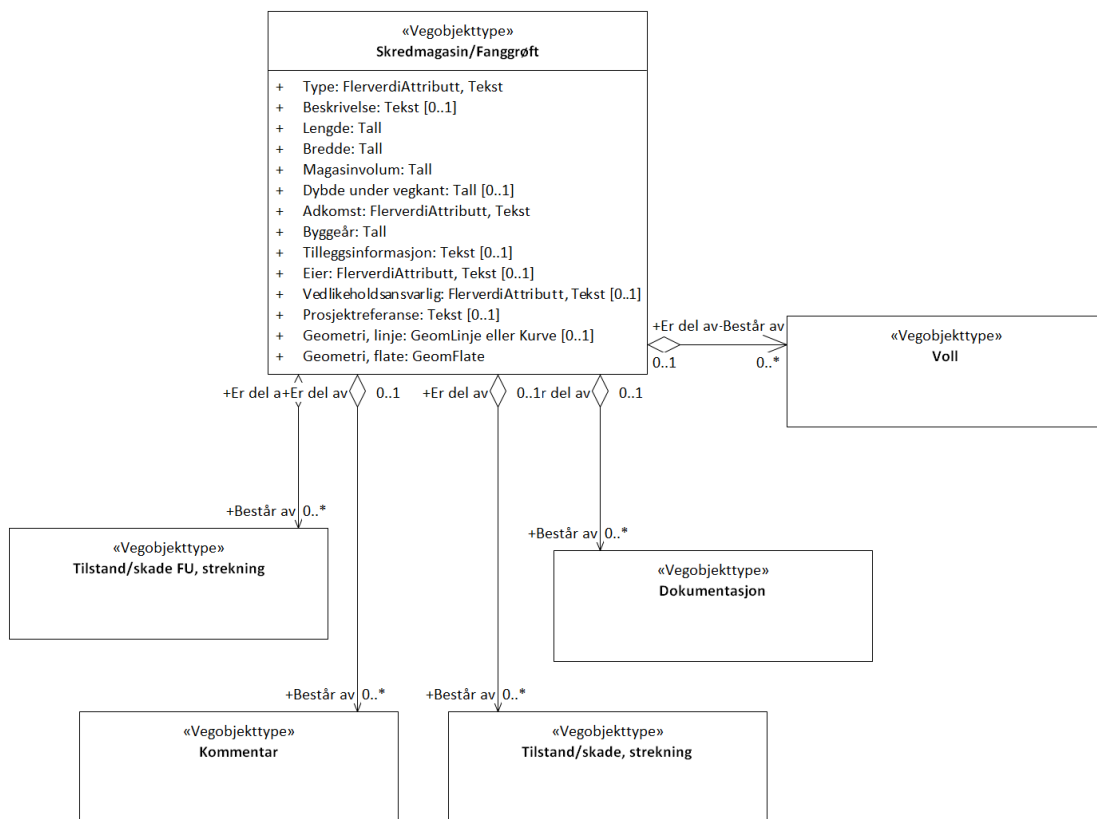 «Vegobjekttype»
Skredmagasin/Fanggrøft
+ Type: FlerverdiAttributt, Tekst
+ Beskrivelse: Tekst [0..1]
+ Lengde: Tall
+ Bredde: Tall
+ Magasinvolum: Tall
+ Dybde under vegkant: Tall [0..1]
+ Adkomst: FlerverdiAttributt, Tekst
+ Byggeår: Tall
+ Tilleggsinformasjon: Tekst [0..1]
+ Eier: FlerverdiAttributt, Tekst [0..1]
+ Vedlikeholdsansvarlig: FlerverdiAttributt, Tekst [0..1]
+ Prosjektreferanse: Tekst [0..1]
+ Geometri, linje: GeomLinje eller Kurve [0..1]
+ Geometri, flate: GeomFlate
+Er del av
-Består av
0..1
0..*
«Vegobjekttype»
Voll
+Er del a
+Er del av
0..1
+Er del av
0..1
r del av
0..1
+Består av 0..*
«Vegobjekttype»
Tilstand/skade FU, strekning
+Består av 0..*
«Vegobjekttype»
Dokumentasjon
+Består av 0..*
«Vegobjekttype»
Kommentar
+Består av 0..*
«Vegobjekttype»
Tilstand/skade, strekning